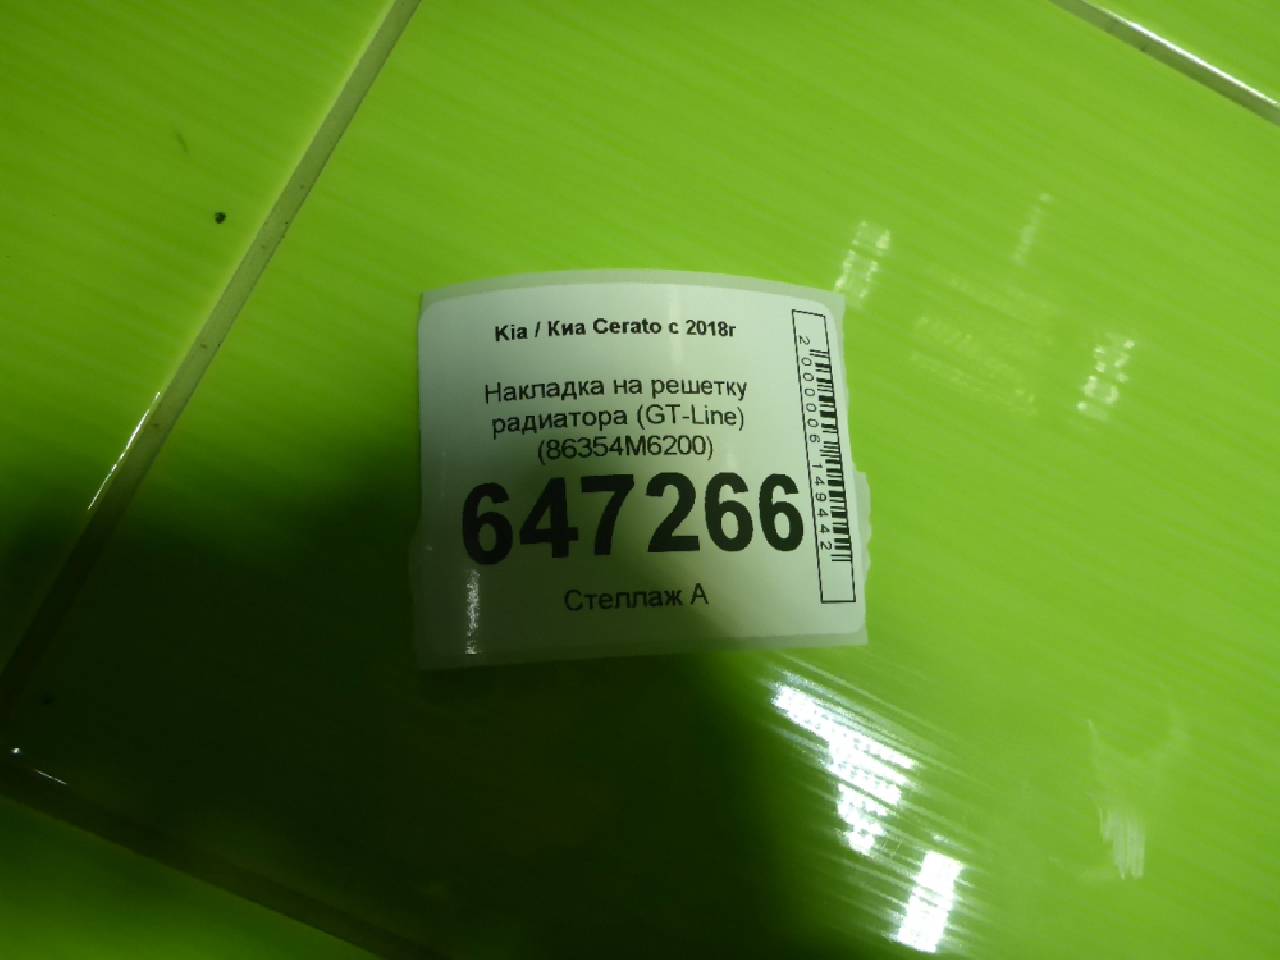 Kia / Киа Cerato с 2018г
Накладка на решетку
радиатора (GT-Line)
(86354M6200)
647266
Стеллаж А
2000006149442